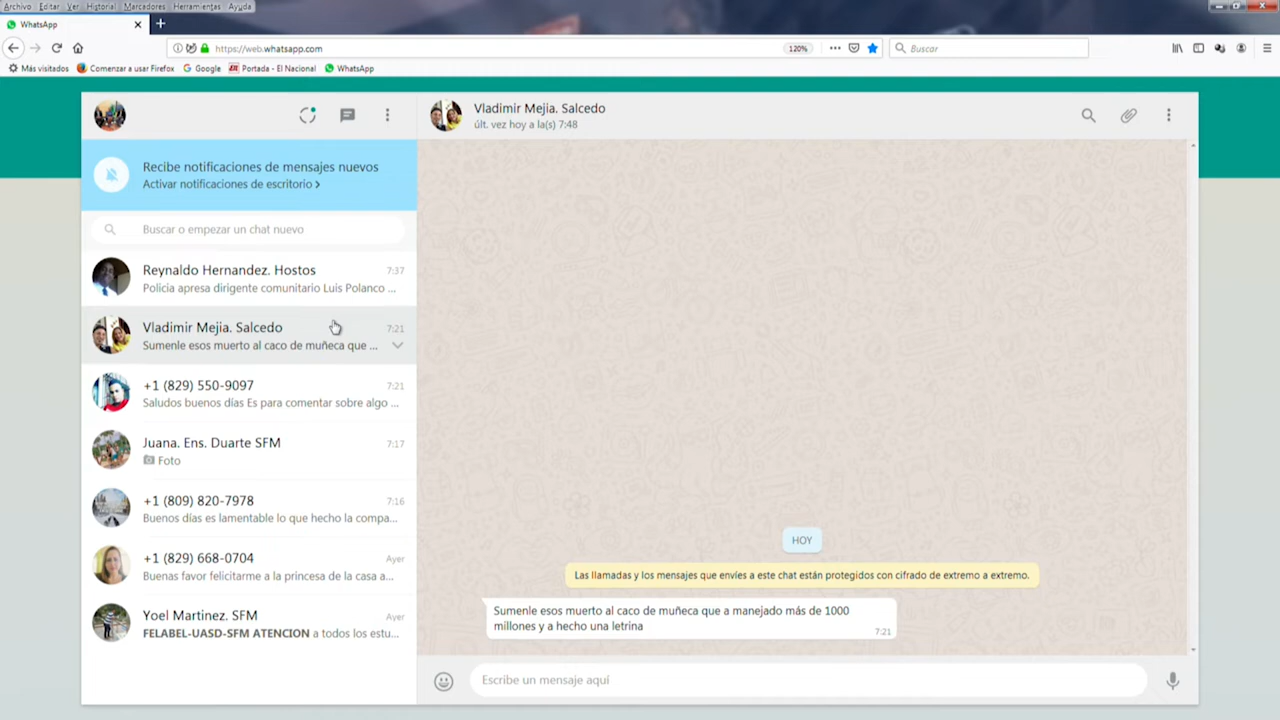 Archivo Editar Ver Historial Marcadores Herramientas Ayuda
WhatsApp
https://web.whatsapp.com
120%
Buscar
Más visitados Comenzar a usar Firefox Google Portada - El Nacional WhatsApp
Recibe notificaciones de mensajes nuevos
Activar notificaciones de escritorio >
Buscar o empezar un chat nuevo
Reynaldo Hernandez. Hostos 7:37
Policia apresa dirigente comunitario Luis Polanco ...
Vladimir Mejia. Salcedo 7:21
Sumenle esos muerto al caco de muñeca que ...
+1 (829) 550-9097 7:21
Saludos buenos días Es para comentar sobre algo ...
Juana. Ens. Duarte SFM 7:17
Foto
+1 (809) 820-7978 7:16
Buenos días es lamentable lo que hecho la compa...
+1 (829) 668-0704 Ayer
Buenas favor felicitarme a la princesa de la casa a...
Yoel Martinez. SFM Ayer
FELABEL-UASD-SFM ATENCION a todos los estu...
Vladimir Mejia. Salcedo
últ. vez hoy a la(s) 7:48
HOY
Las llamadas y los mensajes que envíes a este chat están protegidos con cifrado de extremo a extremo.
Sumenle esos muerto al caco de muñeca que a manejado más de 1000
millones y a hecho una letrina
7:21
Escribe un mensaje aquí